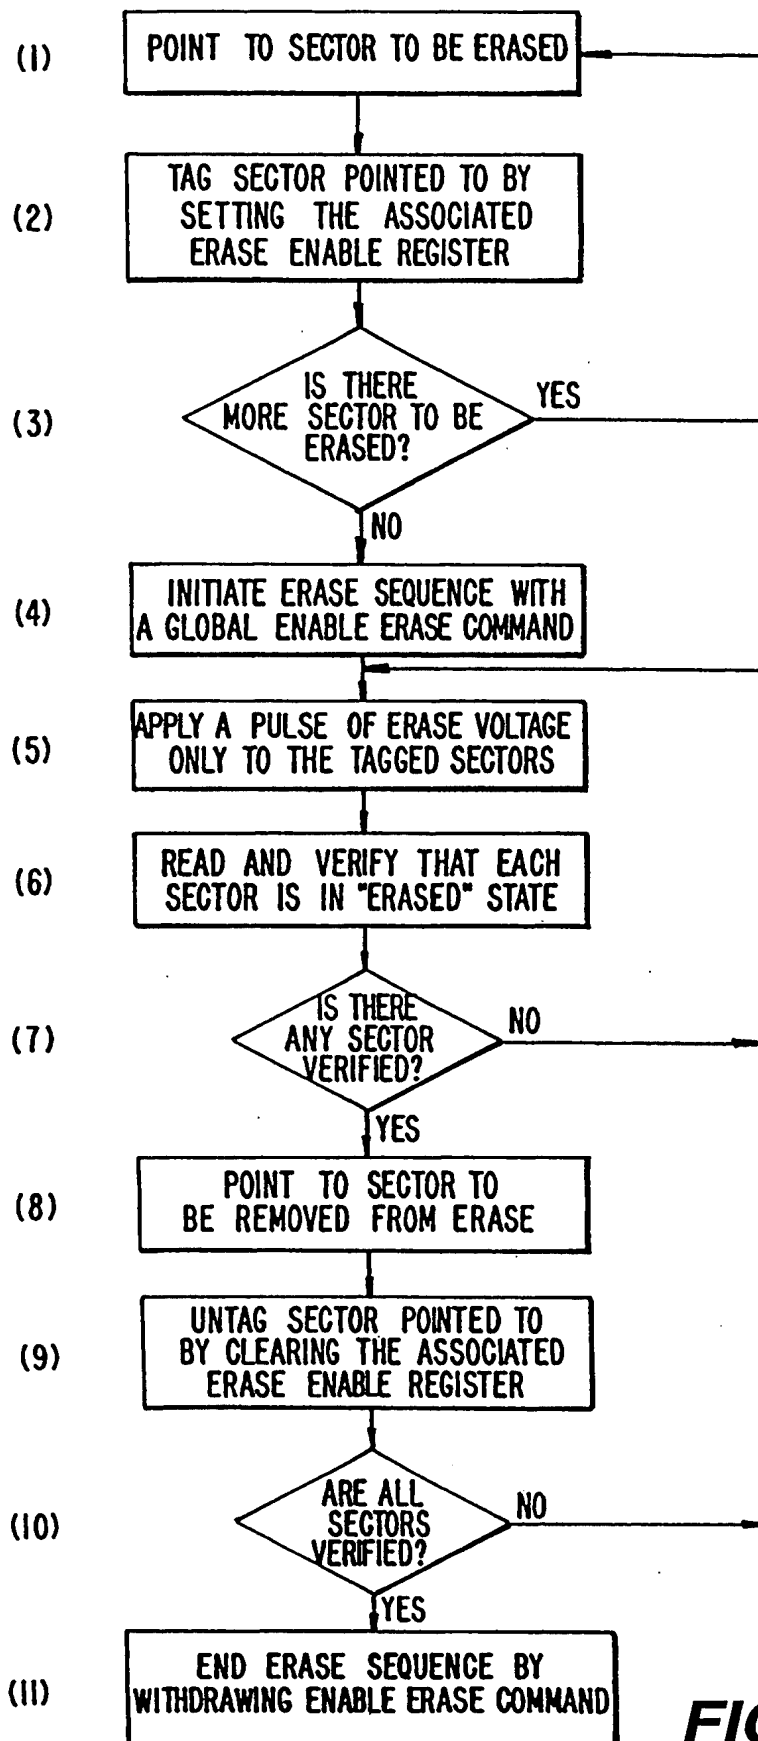 (1)
POINT TO SECTOR TO BE ERASED
(2)
TAG SECTOR POINTED TO BY
SETTING THE ASSOCIATED
ERASE ENABLE REGISTER
(3)
IS THERE
MORE SECTOR TO BE
ERASED?
YES
NO
(4)
INITIATE ERASE SEQUENCE WITH
A GLOBAL ENABLE ERASE COMMAND
(5)
APPLY A PULSE OF ERASE VOLTAGE
ONLY TO THE TAGGED SECTORS
(6)
READ AND VERIFY THAT EACH
SECTOR IS IN "ERASED" STATE
(7)
IS THERE
ANY SECTOR
VERIFIED?
NO
YES
(8)
POINT TO SECTOR TO
BE REMOVED FROM ERASE
(9)
UNTAG SECTOR POINTED TO
BY CLEARING THE ASSOCIATED
ERASE ENABLE REGISTER
(10)
ARE ALL
SECTORS
VERIFIED?
NO
YES
(11)
END ERASE SEQUENCE BY
WITHDRAWING ENABLE ERASE COMMAND